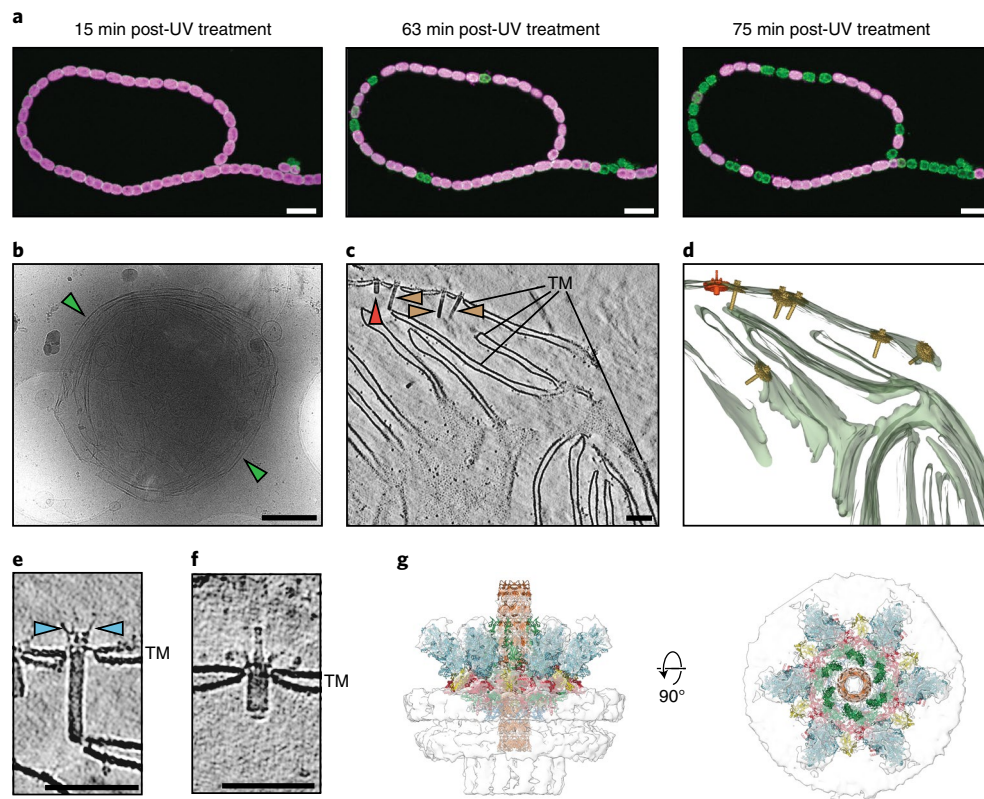 a
15 min post-UV treatment
63 min post-UV treatment
75 min post-UV treatment
b
c
TM
d
e
TM
f
TM
g
90°